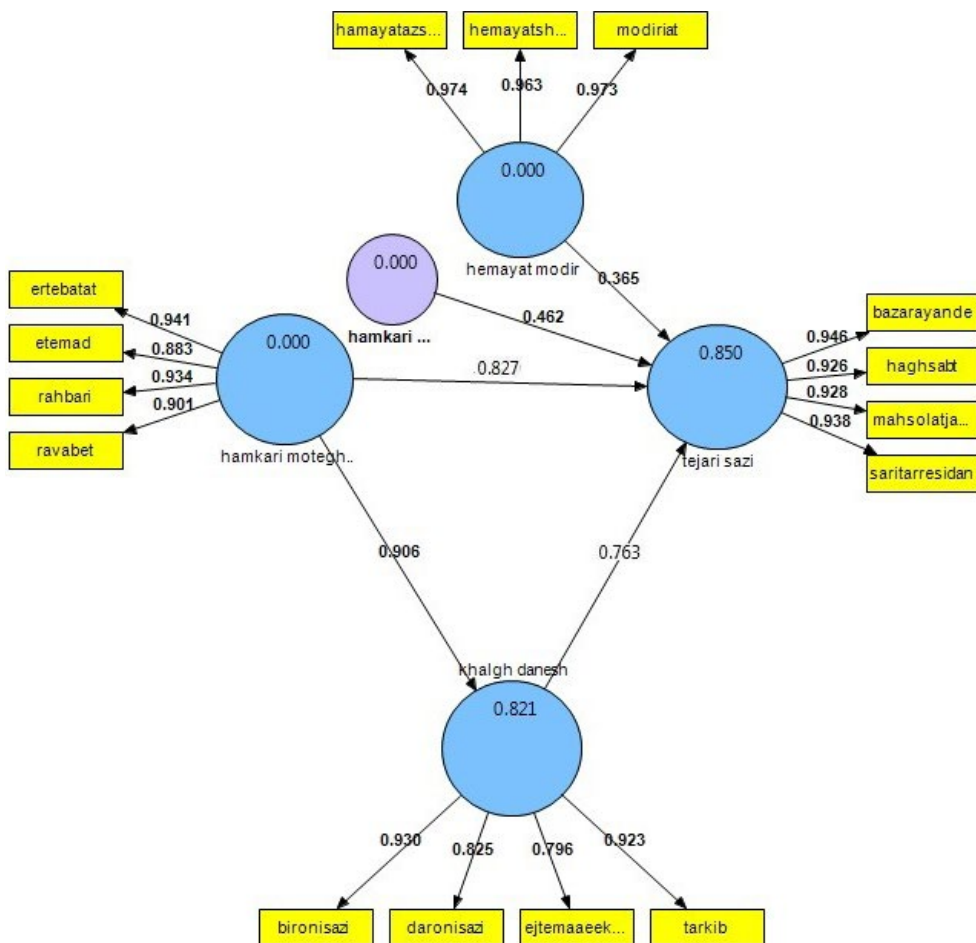 hamayatazs...
hemayatsh...
modiriat
0.974
0.963
0.973
0.000
hemayat modir
0.365
0.000
hamkari ...
0.462
ertebatat
etemad
rahbari
ravabet
0.941
0.883
0.934
0.901
0.000
hamkari motegh..
0.827
0.850
tejari sazi
0.946
0.926
0.928
0.938
bazarayande
haghsabt
mahsolatja...
saritarresidan
0.906
0.763
khalgh danesh
0.821
0.930
0.825
0.796
0.923
bironisazi
daronisazi
ejtemaaeek...
tarkib